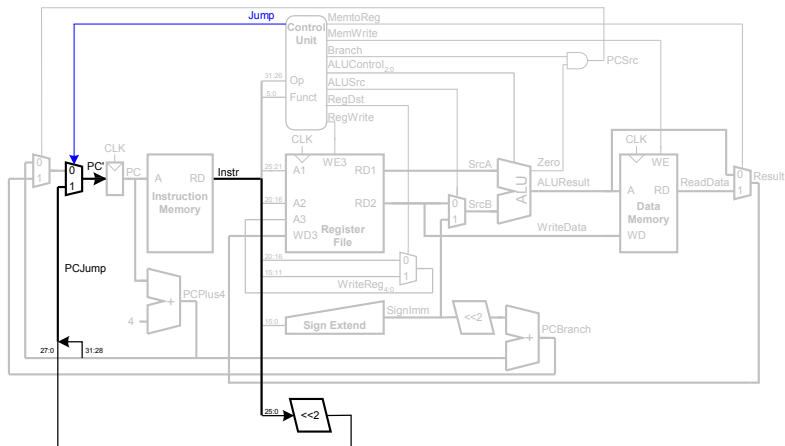 Jump
Control
Unit
MemtoReg
MemWrite
Branch
ALUControl2:0
ALUSrc
RegDst
RegWrite
PCSrc
31:26
Op
5:0
Funct
CLK
CLK
CLK
0
1
0
1
PC'
PC
A
RD
Instruction
Memory
Instr
25:21
A1
WE3
RD1
SrcA
Zero
WE
20:16
A2
RD2
0
1
SrcB
ALU
ALUResult
A
RD
ReadData
0
1
Result
A3
WD3
Register
File
Data
Memory
WD
WriteData
20:16
0
15:11
1
WriteReg4:0
PCJump
PCPlus4
+
4
SignImm
15:0
Sign Extend
<<2
+
PCBranch
27:0
31:28
25:0
<<2